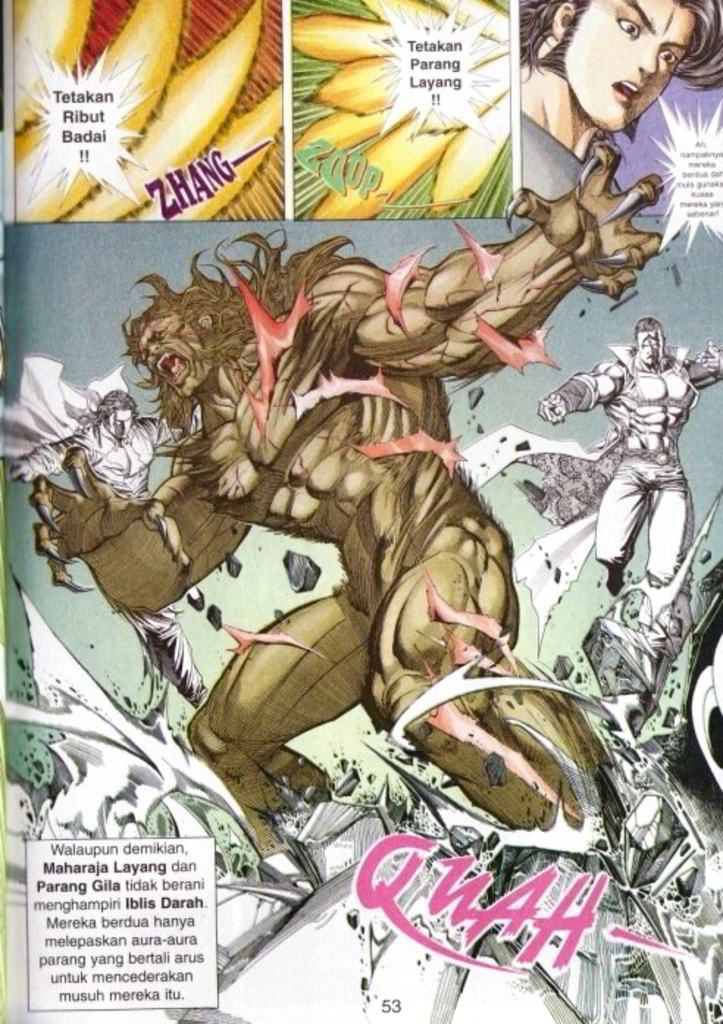 Tetakan
Ribut
Badai
!!
ZHANG
Tetakan
Parang
Layang
!!
ZOOP
Ah,
nampaknya
mereka
berdua dah
mula gunakan
kuasa
mereka yang
sebenar!
Walaupun demikian,
Maharaja Layang dan
Parang Gila tidak berani
menghampiri Iblis Darah.
Mereka berdua hanya
melepaskan aura-aura
parang yang bertali arus
untuk mencederakan
musuh mereka itu.
QUAH
53